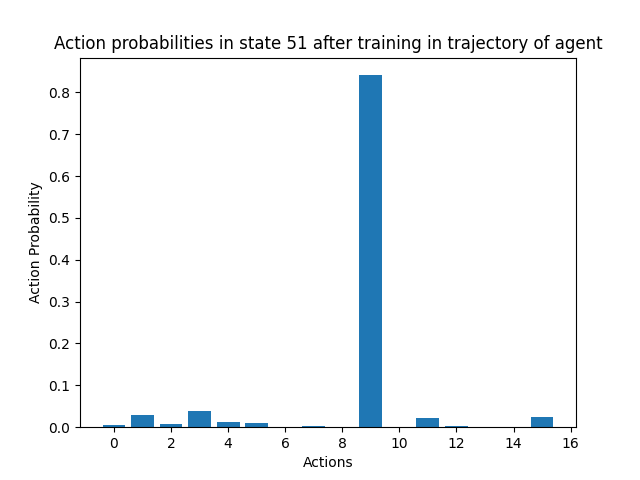 Action probabilities in state 51 after training in trajectory of agent
0.8
0.7
0.6
0.5
0.4
0.3
0.2
0.1
0.0
Action Probability
0 2 4 6 8 10 12 14 16
Actions